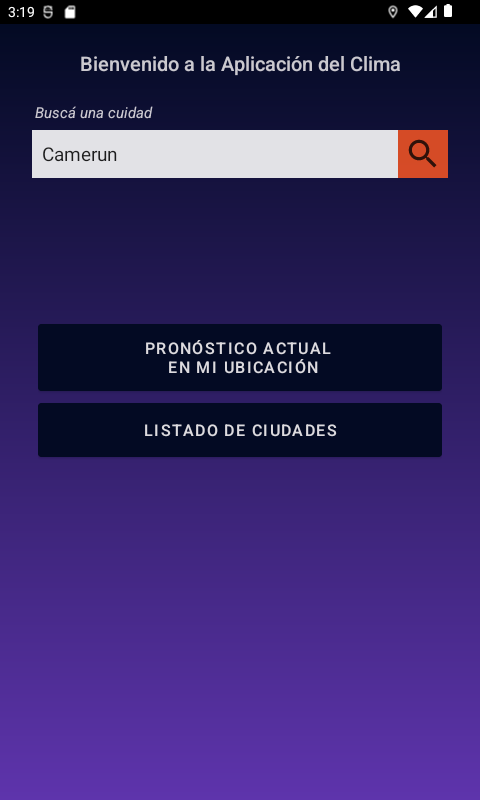 3:19
Bienvenido a la Aplicación del Clima
Buscá una cuidad
Camerun
PRONÓSTICO ACTUAL
EN MI UBICACIÓN
LISTADO DE CIUDADES